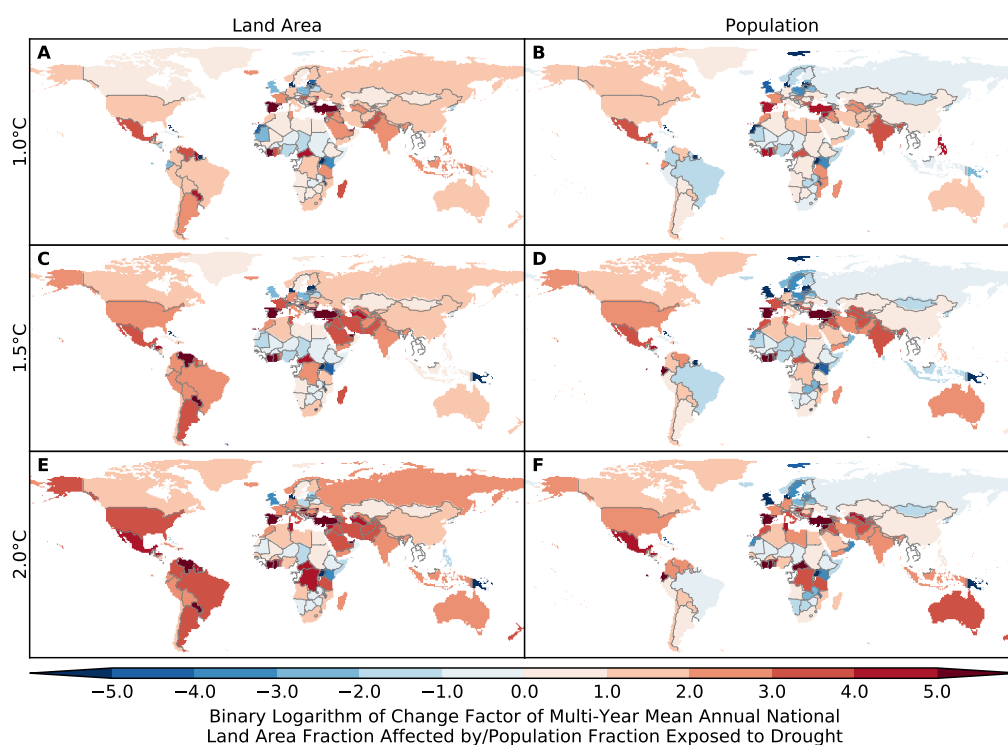 Land Area
Population
A
B
1.0°C
C
D
1.5°C
E
F
2.0°C
−5.0 −4.0 −3.0 −2.0 −1.0 0.0 1.0 2.0 3.0 4.0 5.0
Binary Logarithm of Change Factor of Multi-Year Mean Annual National
Land Area Fraction Affected by/Population Fraction Exposed to Drought